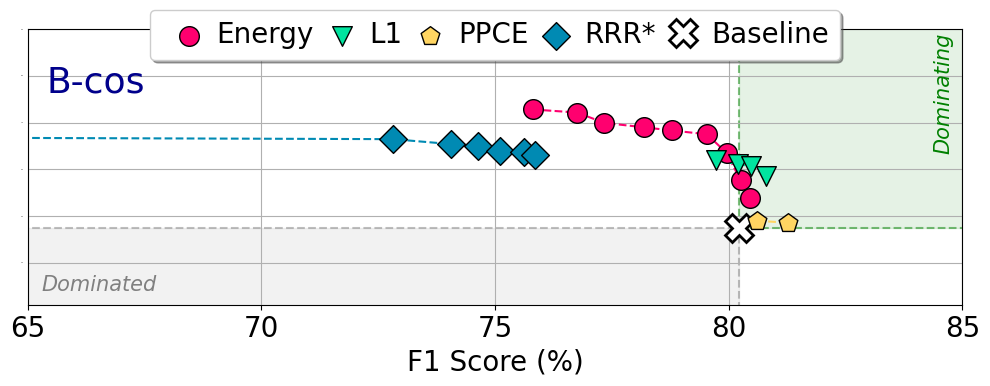 Energy L1 PPCE RRR* Baseline
B-cos
Dominating
Dominated
65 70 75 80 85
F1 Score (%)